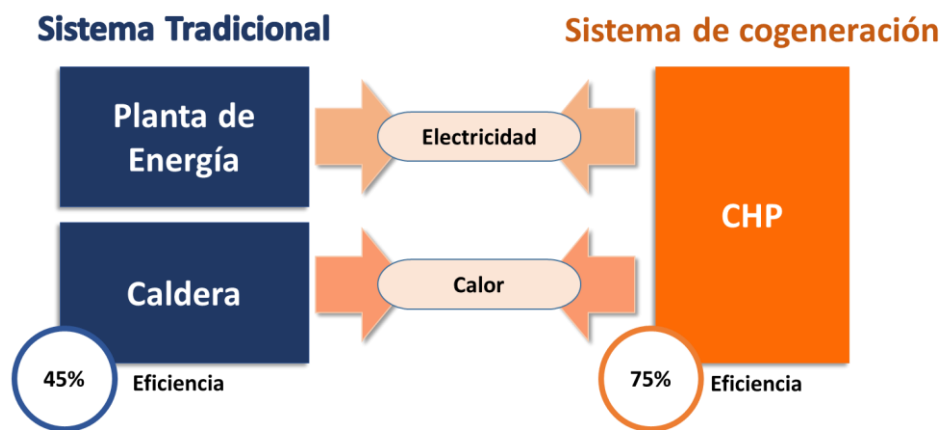 Sistema Tradicional
Sistema de cogeneración
Planta de
Energía
Electricidad
CHP
Caldera
Calor
45%
Eficiencia
75%
Eficiencia